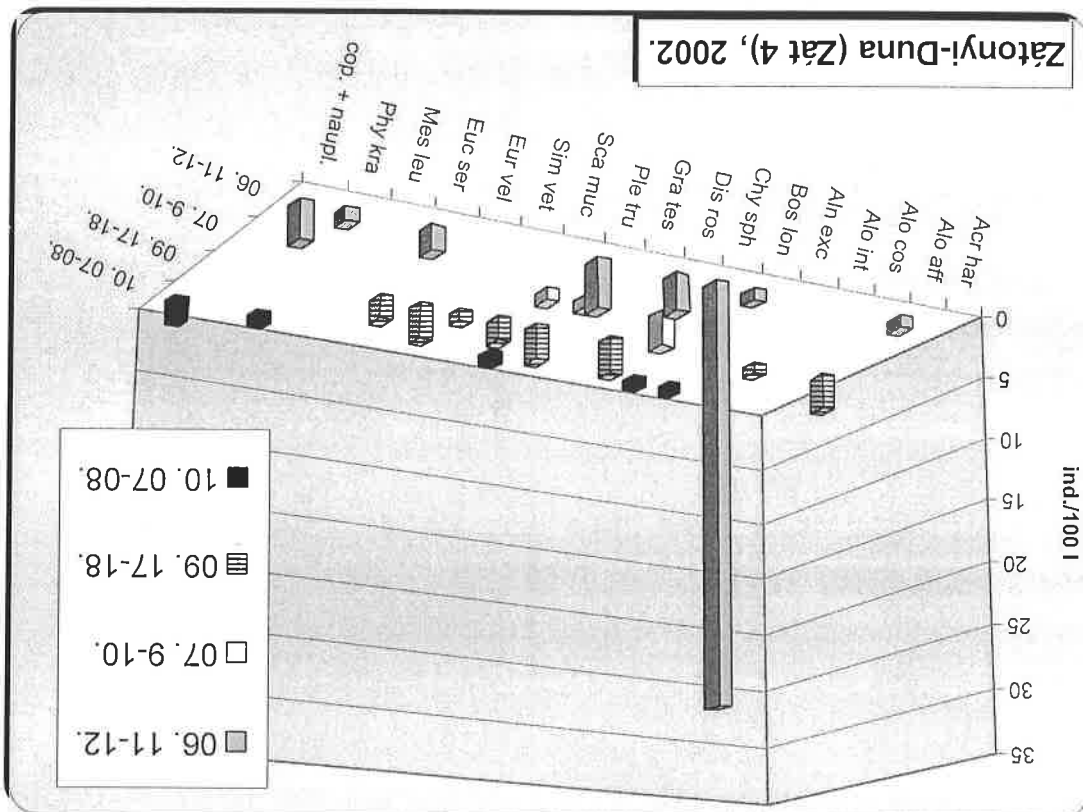 Zátonyi-Duna (Zát 4), 2002.
ind./100 l
35
30
25
20
15
10
5
0
06. 11-12.
07. 9-10.
09. 17-18.
10. 07-08.
Acr har
Alo aff
Alo cos
Alo int
Aln exc
Bos lon
Chy sph
Dis ros
Gra tes
Ple tru
Sca muc
Sim vet
Eur vel
Euc ser
Mes leu
Phy kra
cop. + naupl.
06. 11-12.
07. 9-10.
09. 17-18.
10. 07-08.